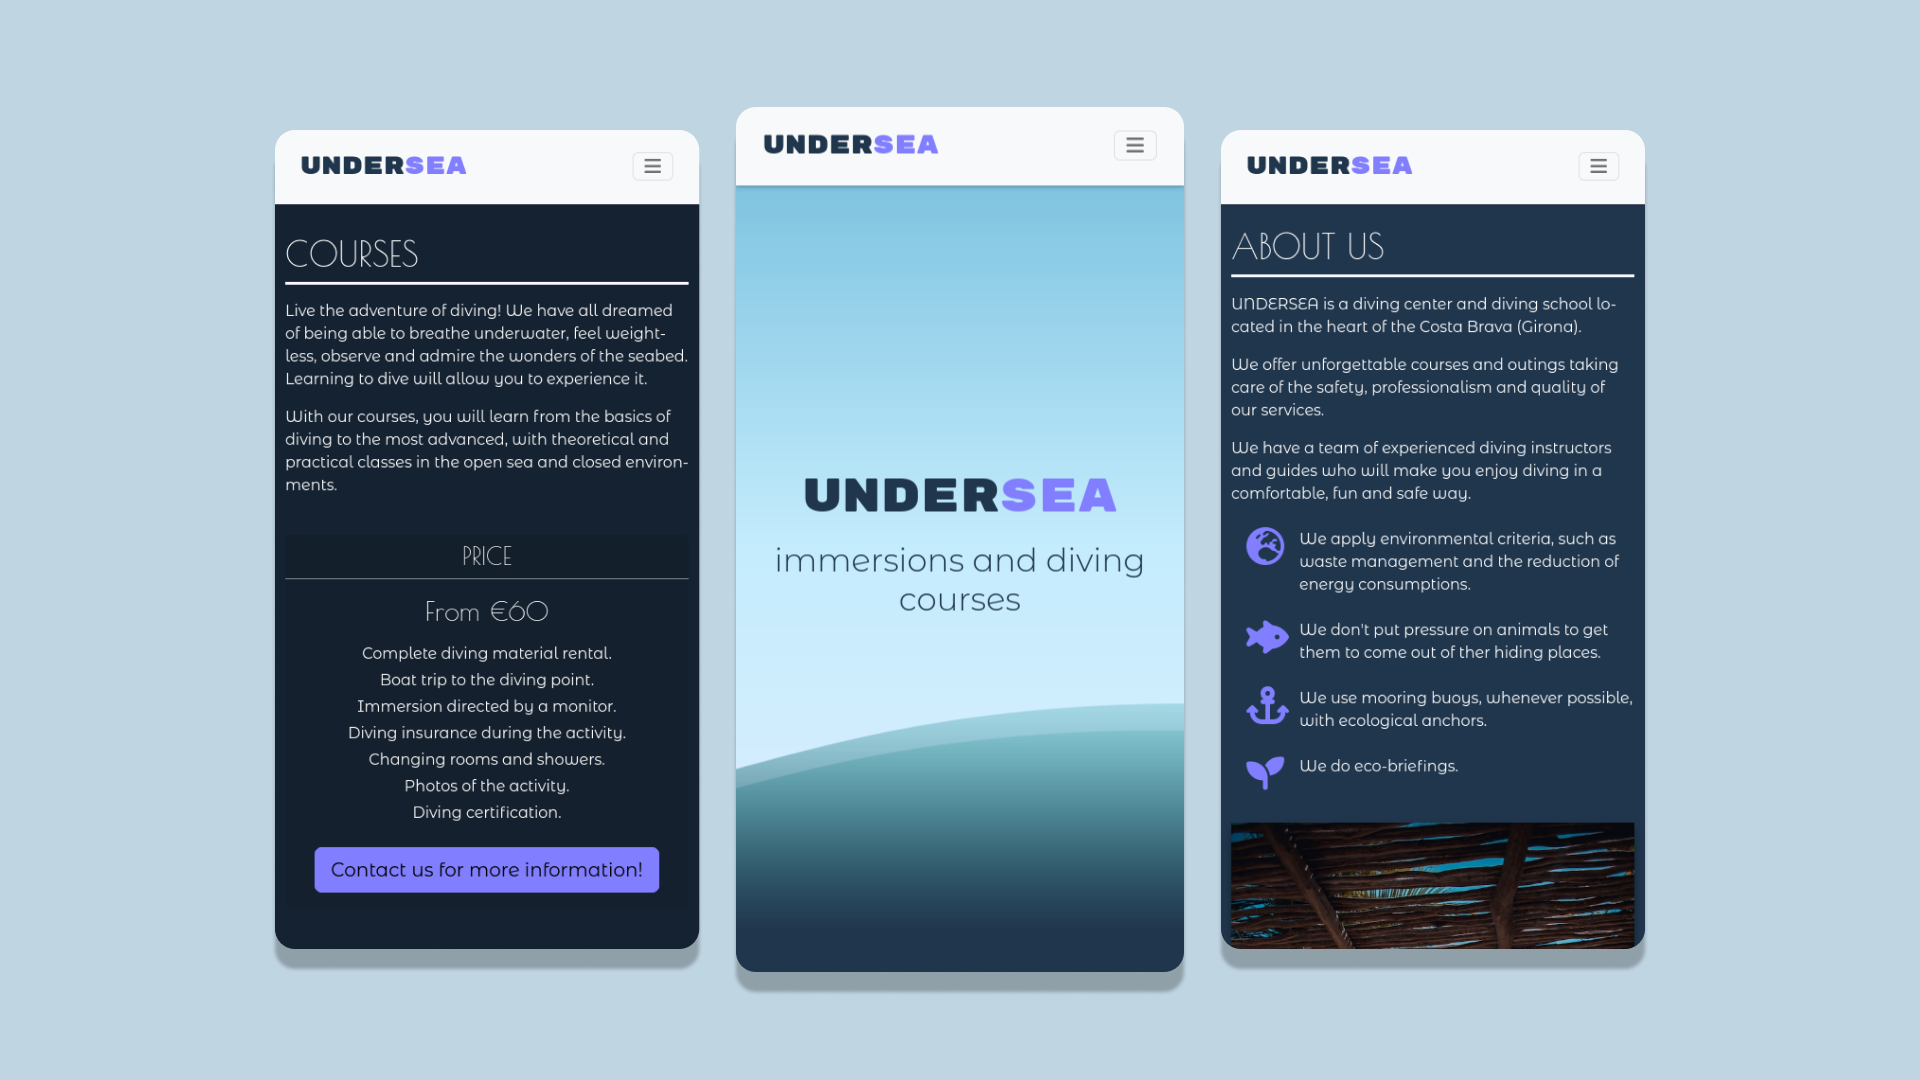 UNDERSEA
COURSES
Live the adventure of diving! We have all dreamed
of being able to breathe underwater, feel weight-
less, observe and admire the wonders of the seabed.
Learning to dive will allow you to experience it.
With our courses, you will learn from the basics of
diving to the most advanced, with theoretical and
practical classes in the open sea and closed environ-
ments.
PRICE
From €60
Complete diving material rental.
Boat trip to the diving point.
Immersion directed by a monitor.
Diving insurance during the activity.
Changing rooms and showers.
Photos of the activity.
Diving certification.
Contact us for more information!
UNDERSEA
UNDERSEA
immersions and diving
courses
UNDERSEA
ABOUT US
UNDERSEA is a diving center and diving school lo-
cated in the heart of the Costa Brava (Girona).
We offer unforgettable courses and outings taking
care of the safety, professionalism and quality of
our services.
We have a team of experienced diving instructors
and guides who will make you enjoy diving in a
comfortable, fun and safe way.
We apply environmental criteria, such as
waste management and the reduction of
energy consumptions.
We don't put pressure on animals to get
them to come out of ther hiding places.
We use mooring buoys, whenever possible,
with ecological anchors.
We do eco-briefings.